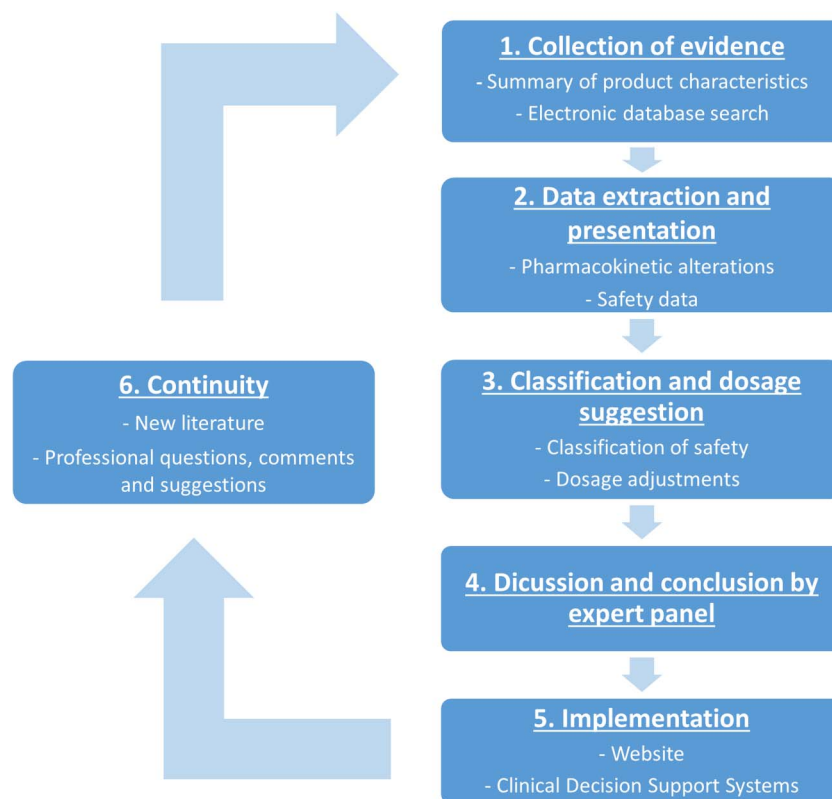 1. Collection of evidence
- Summary of product characteristics
- Electronic database search
2. Data extraction and
presentation
- Pharmacokinetic alterations
- Safety data
3. Classification and dosage
suggestion
- Classification of safety
- Dosage adjustments
4. Dicussion and conclusion by
expert panel
5. Implementation
- Website
- Clinical Decision Support Systems
6. Continuity
- New literature
- Professional questions, comments
and suggestions